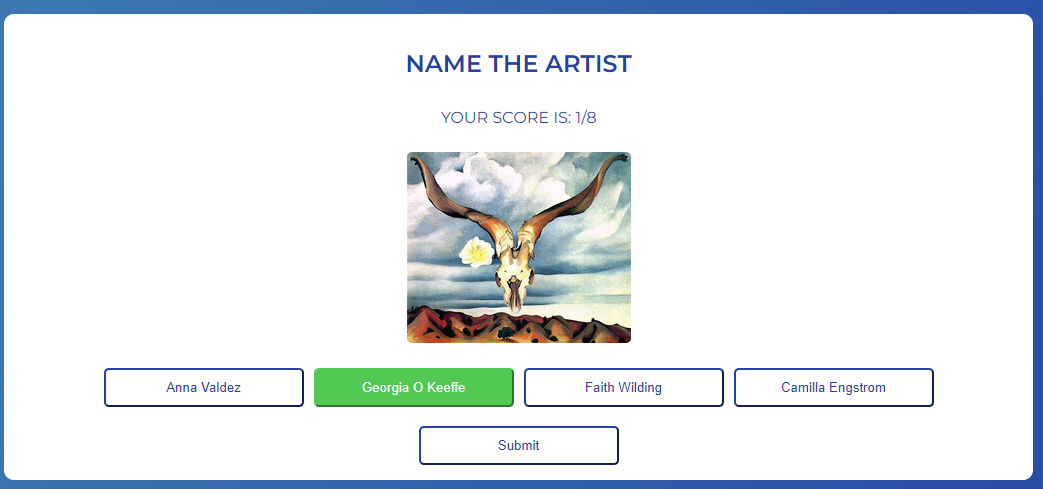 NAME THE ARTIST
YOUR SCORE IS: 1/8
Anna Valdez
Georgia O Keeffe
Faith Wilding
Camilla Engstrom
Submit